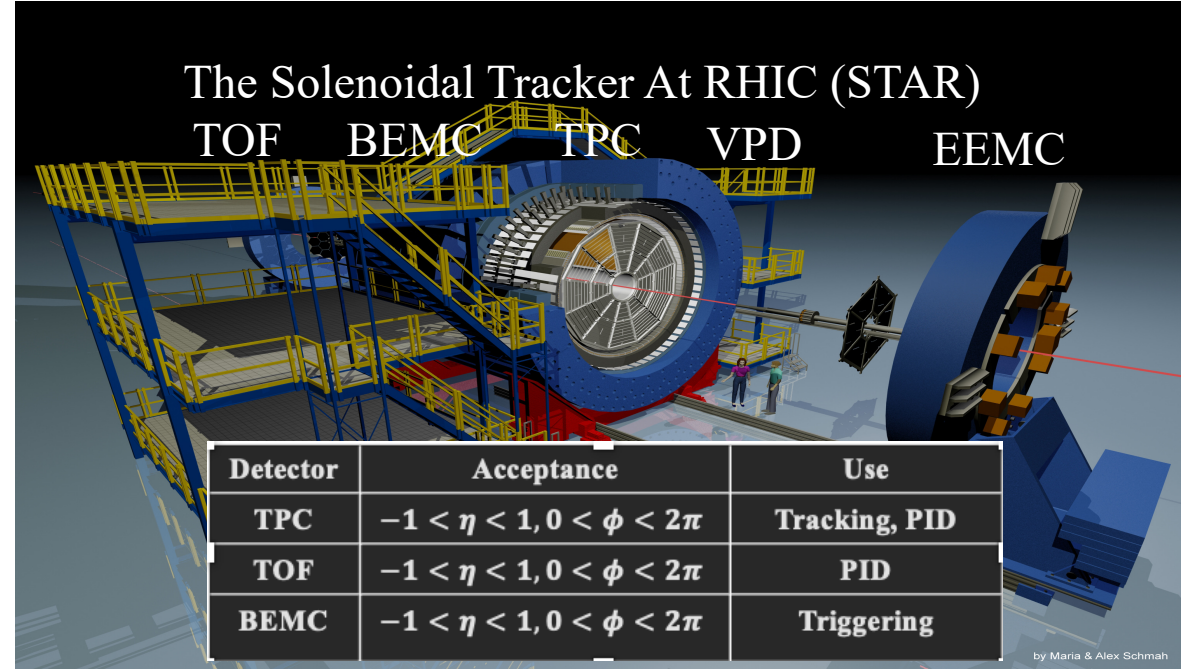 The Solenoidal Tracker At RHIC (STAR)
TOF BEMC TPC VPD EEMC
Detector Acceptance Use
TPC −1 < η < 1, 0 < ϕ < 2π Tracking, PID
TOF −1 < η < 1, 0 < ϕ < 2π PID
BEMC −1 < η < 1, 0 < ϕ < 2π Triggering
by Maria & Alex Schmah